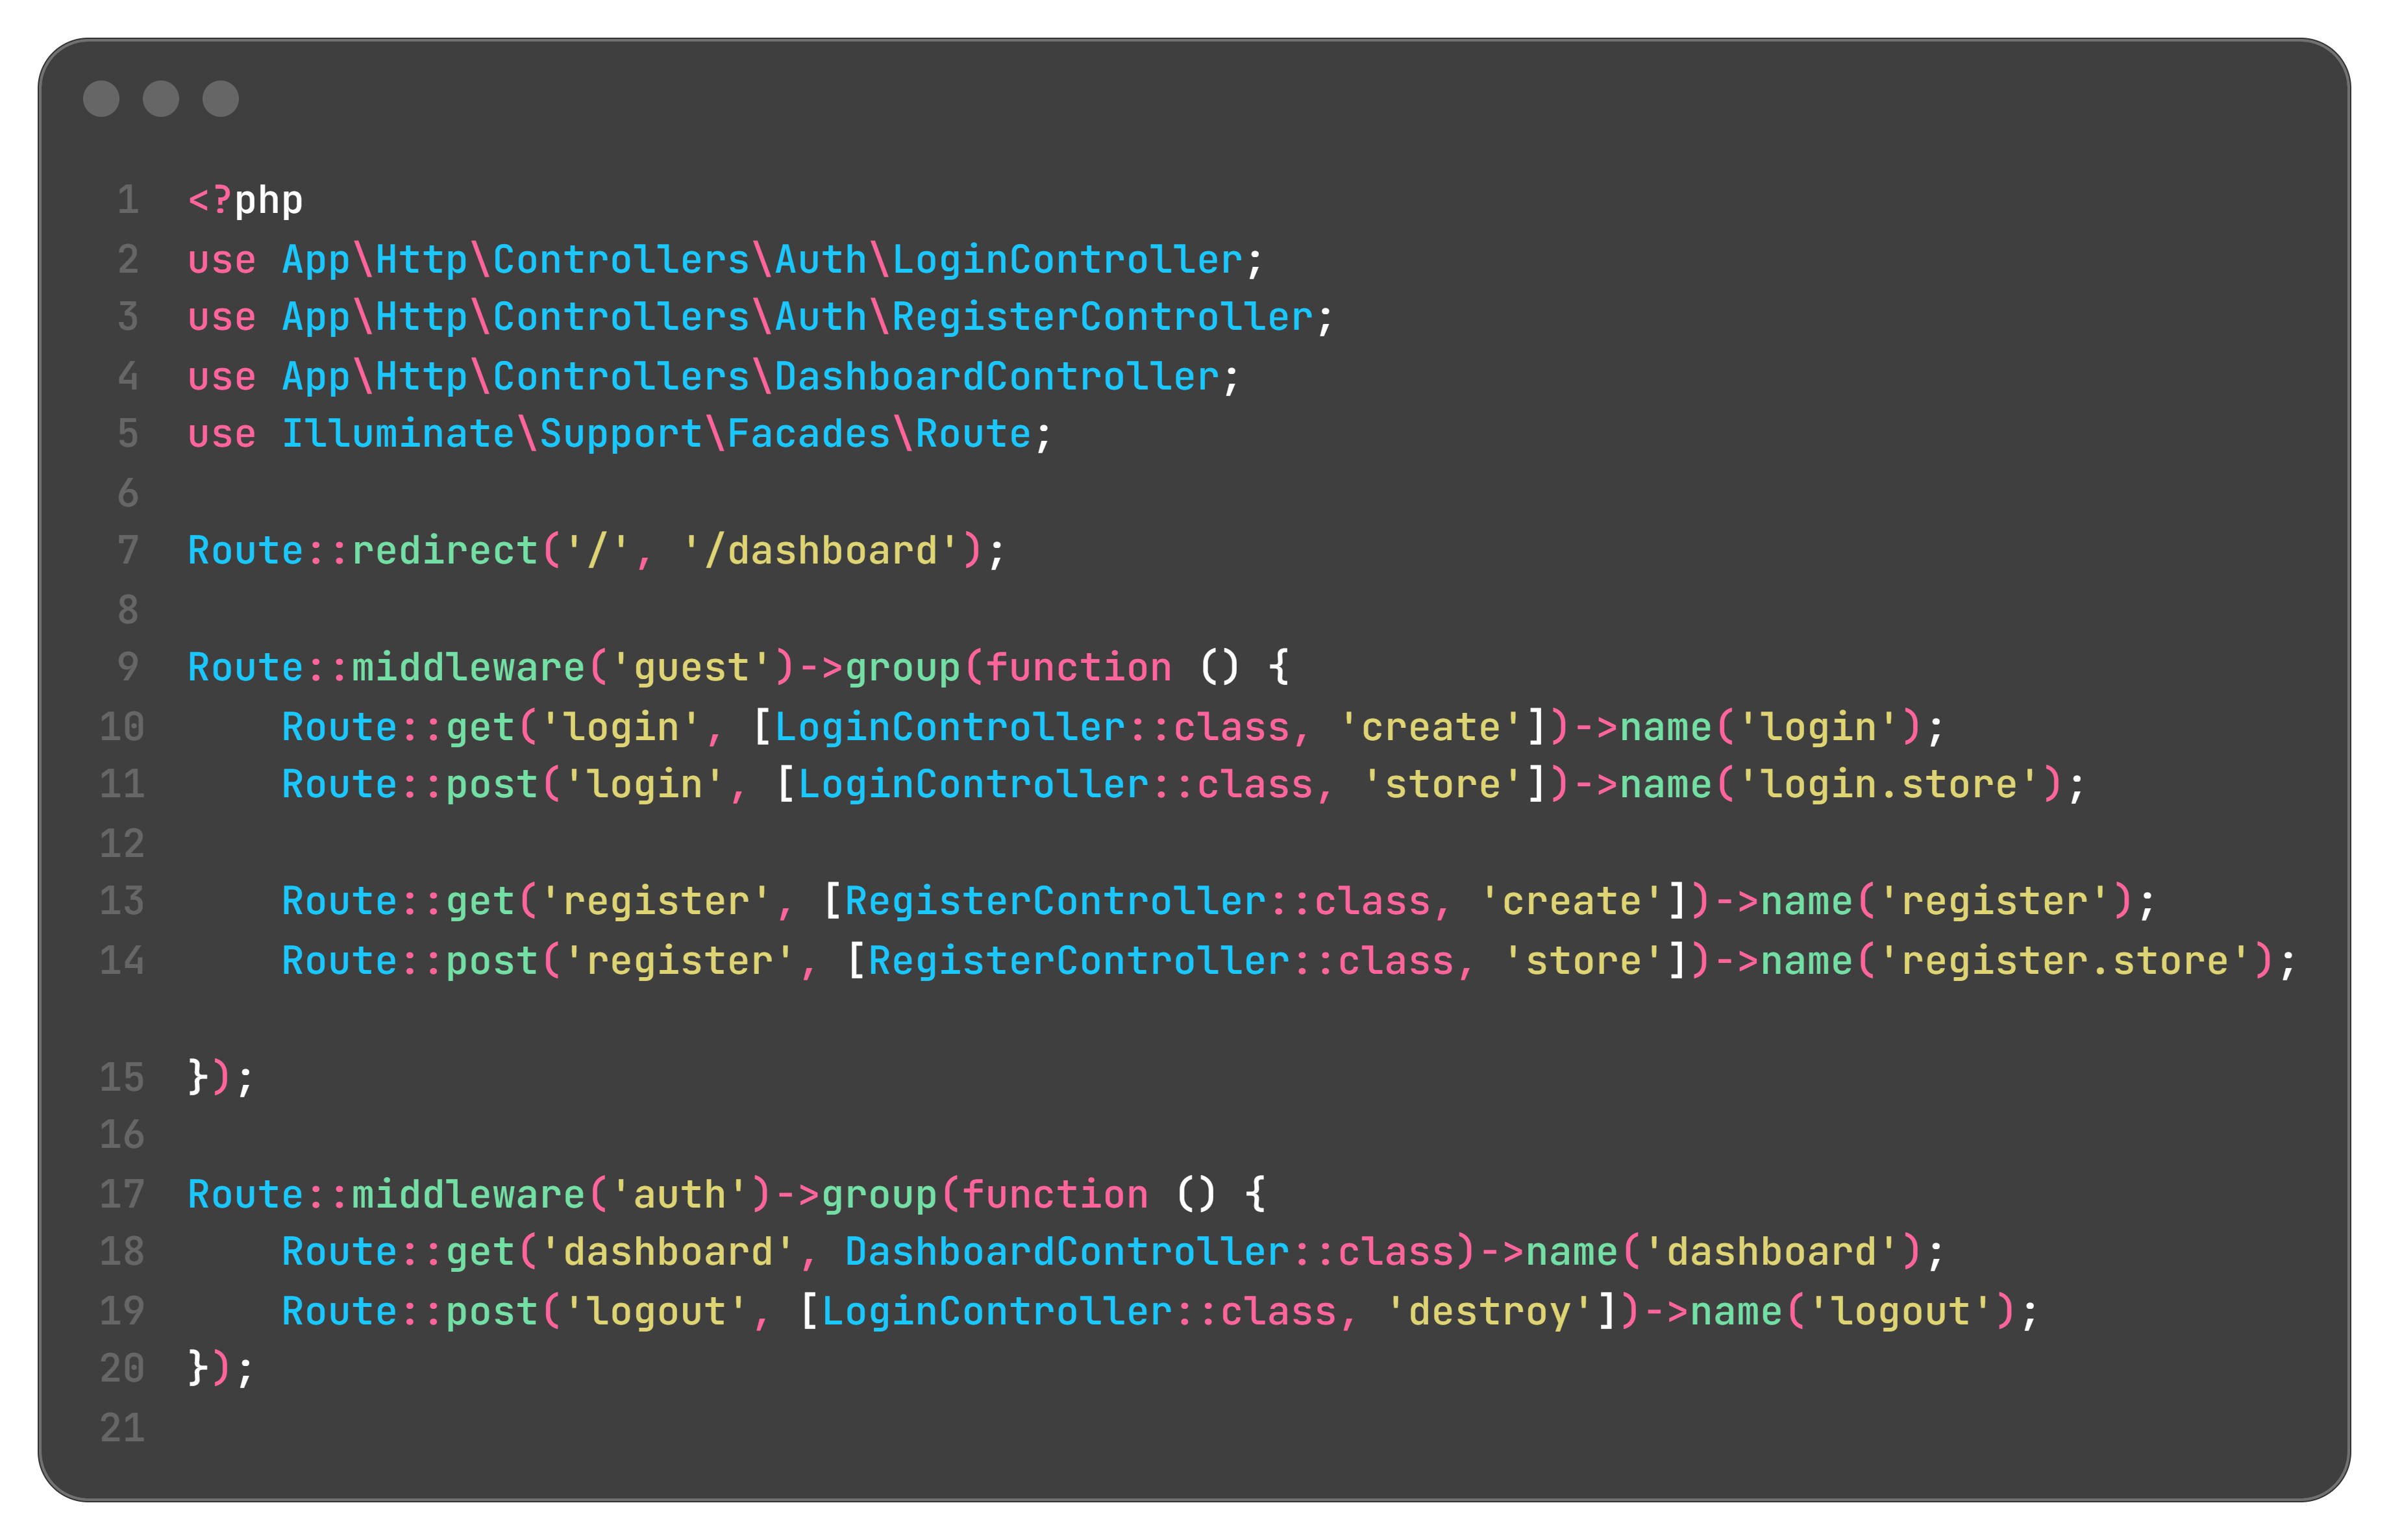 1 <?php
2 use App\Http\Controllers\Auth\LoginController;
3 use App\Http\Controllers\Auth\RegisterController;
4 use App\Http\Controllers\DashboardController;
5 use Illuminate\Support\Facades\Route;
6
7 Route::redirect('/', '/dashboard');
8
9 Route::middleware('guest')->group(function () {
10     Route::get('login', [LoginController::class, 'create'])->name('login');
11     Route::post('login', [LoginController::class, 'store'])->name('login.store');
12
13     Route::get('register', [RegisterController::class, 'create'])->name('register');
14     Route::post('register', [RegisterController::class, 'store'])->name('register.store');
15 });
16
17 Route::middleware('auth')->group(function () {
18     Route::get('dashboard', DashboardController::class)->name('dashboard');
19     Route::post('logout', [LoginController::class, 'destroy'])->name('logout');
20 });
21